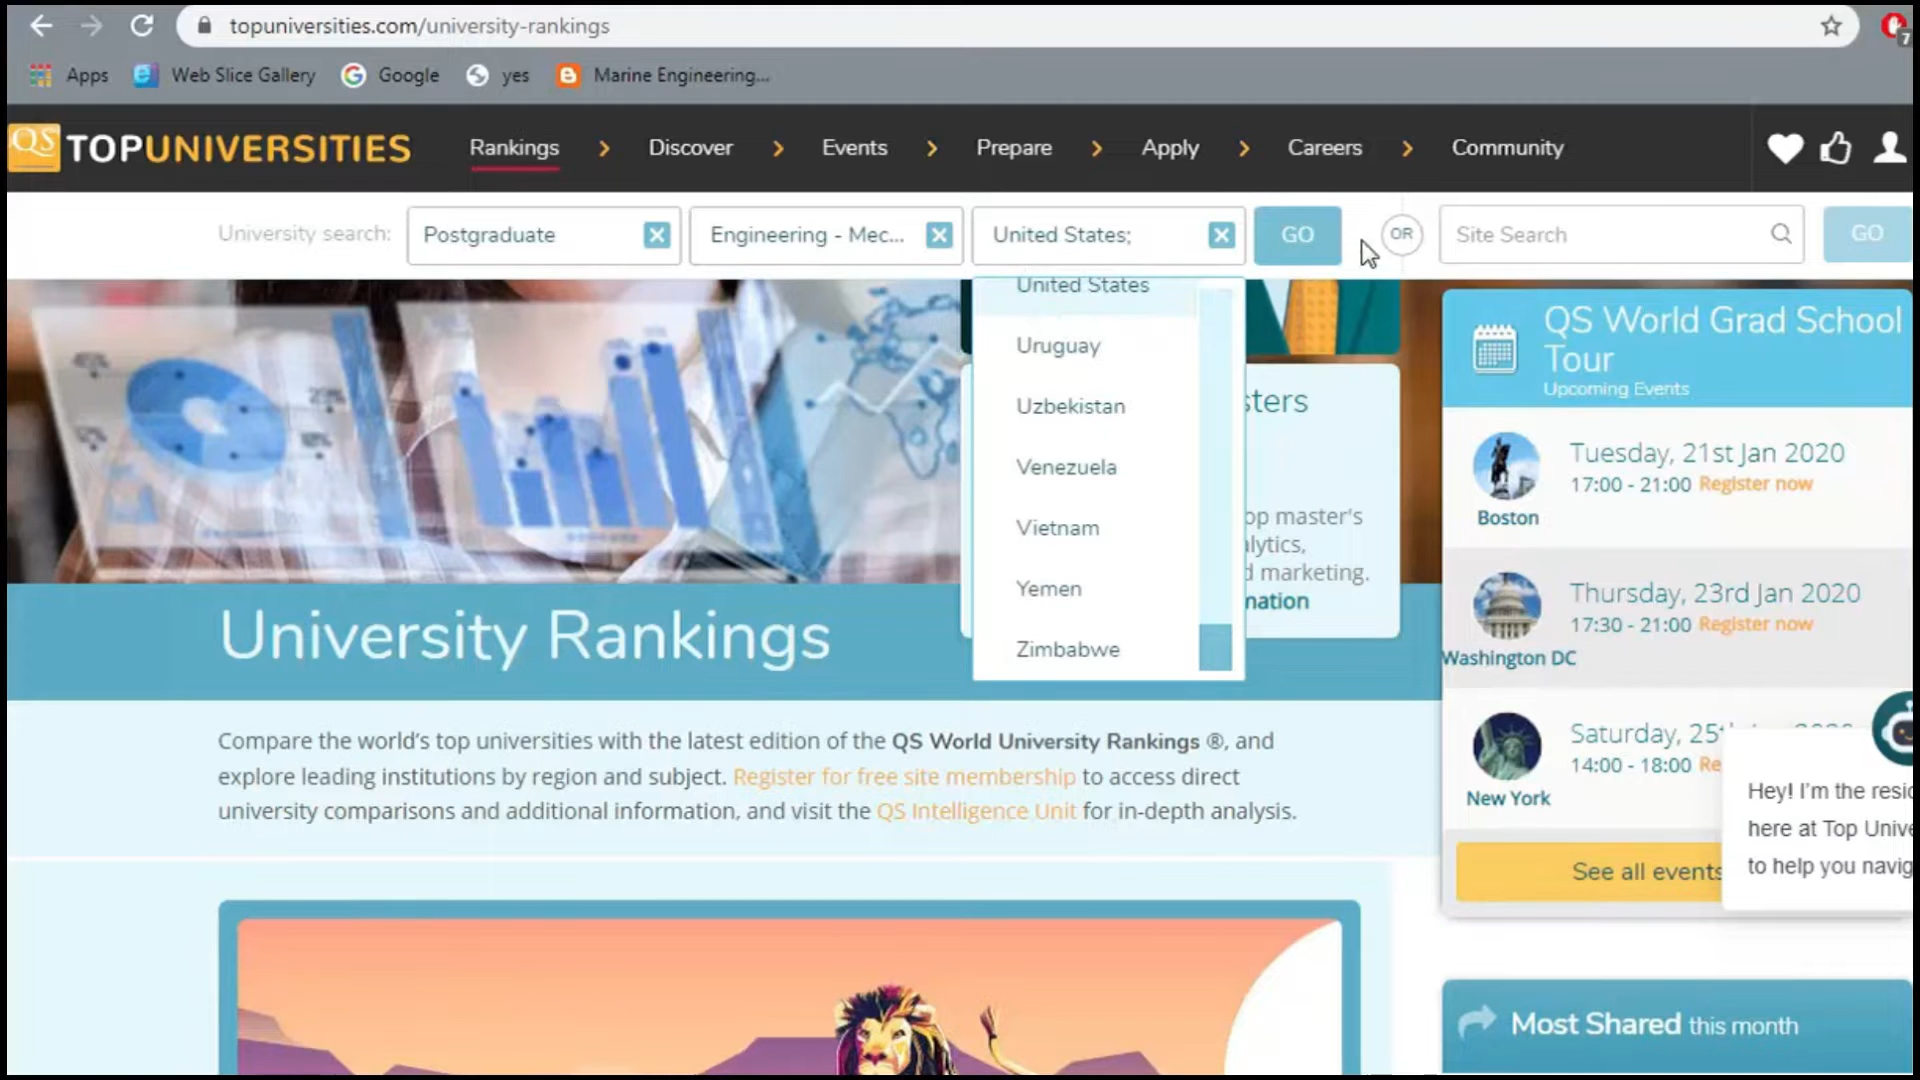 topuniversities.com/university-rankings
7
Apps
Web Slice Gallery
Google
yes
Marine Engineering...
QS TOPUNIVERSITIES
Rankings
Discover
Events
Prepare
Apply
Careers
Community
University search:
Postgraduate
Engineering - Mec...
United States;
GO
OR
Site Search
GO
United States
Uruguay
Uzbekistan
Venezuela
Vietnam
Yemen
Zimbabwe
sters
op master's
lytics,
d marketing.
mation
QS World Grad School
Tour
Upcoming Events
Tuesday, 21st Jan 2020
17:00 - 21:00 Register now
Boston
Thursday, 23rd Jan 2020
17:30 - 21:00 Register now
Washington DC
Saturday, 25
14:00 - 18:00 Re
New York
See all events
Hey! I'm the resid
here at Top Unive
to help you navig
University Rankings
Compare the world's top universities with the latest edition of the QS World University Rankings ®, and
explore leading institutions by region and subject. Register for free site membership to access direct
university comparisons and additional information, and visit the QS Intelligence Unit for in-depth analysis.
Most Shared this month